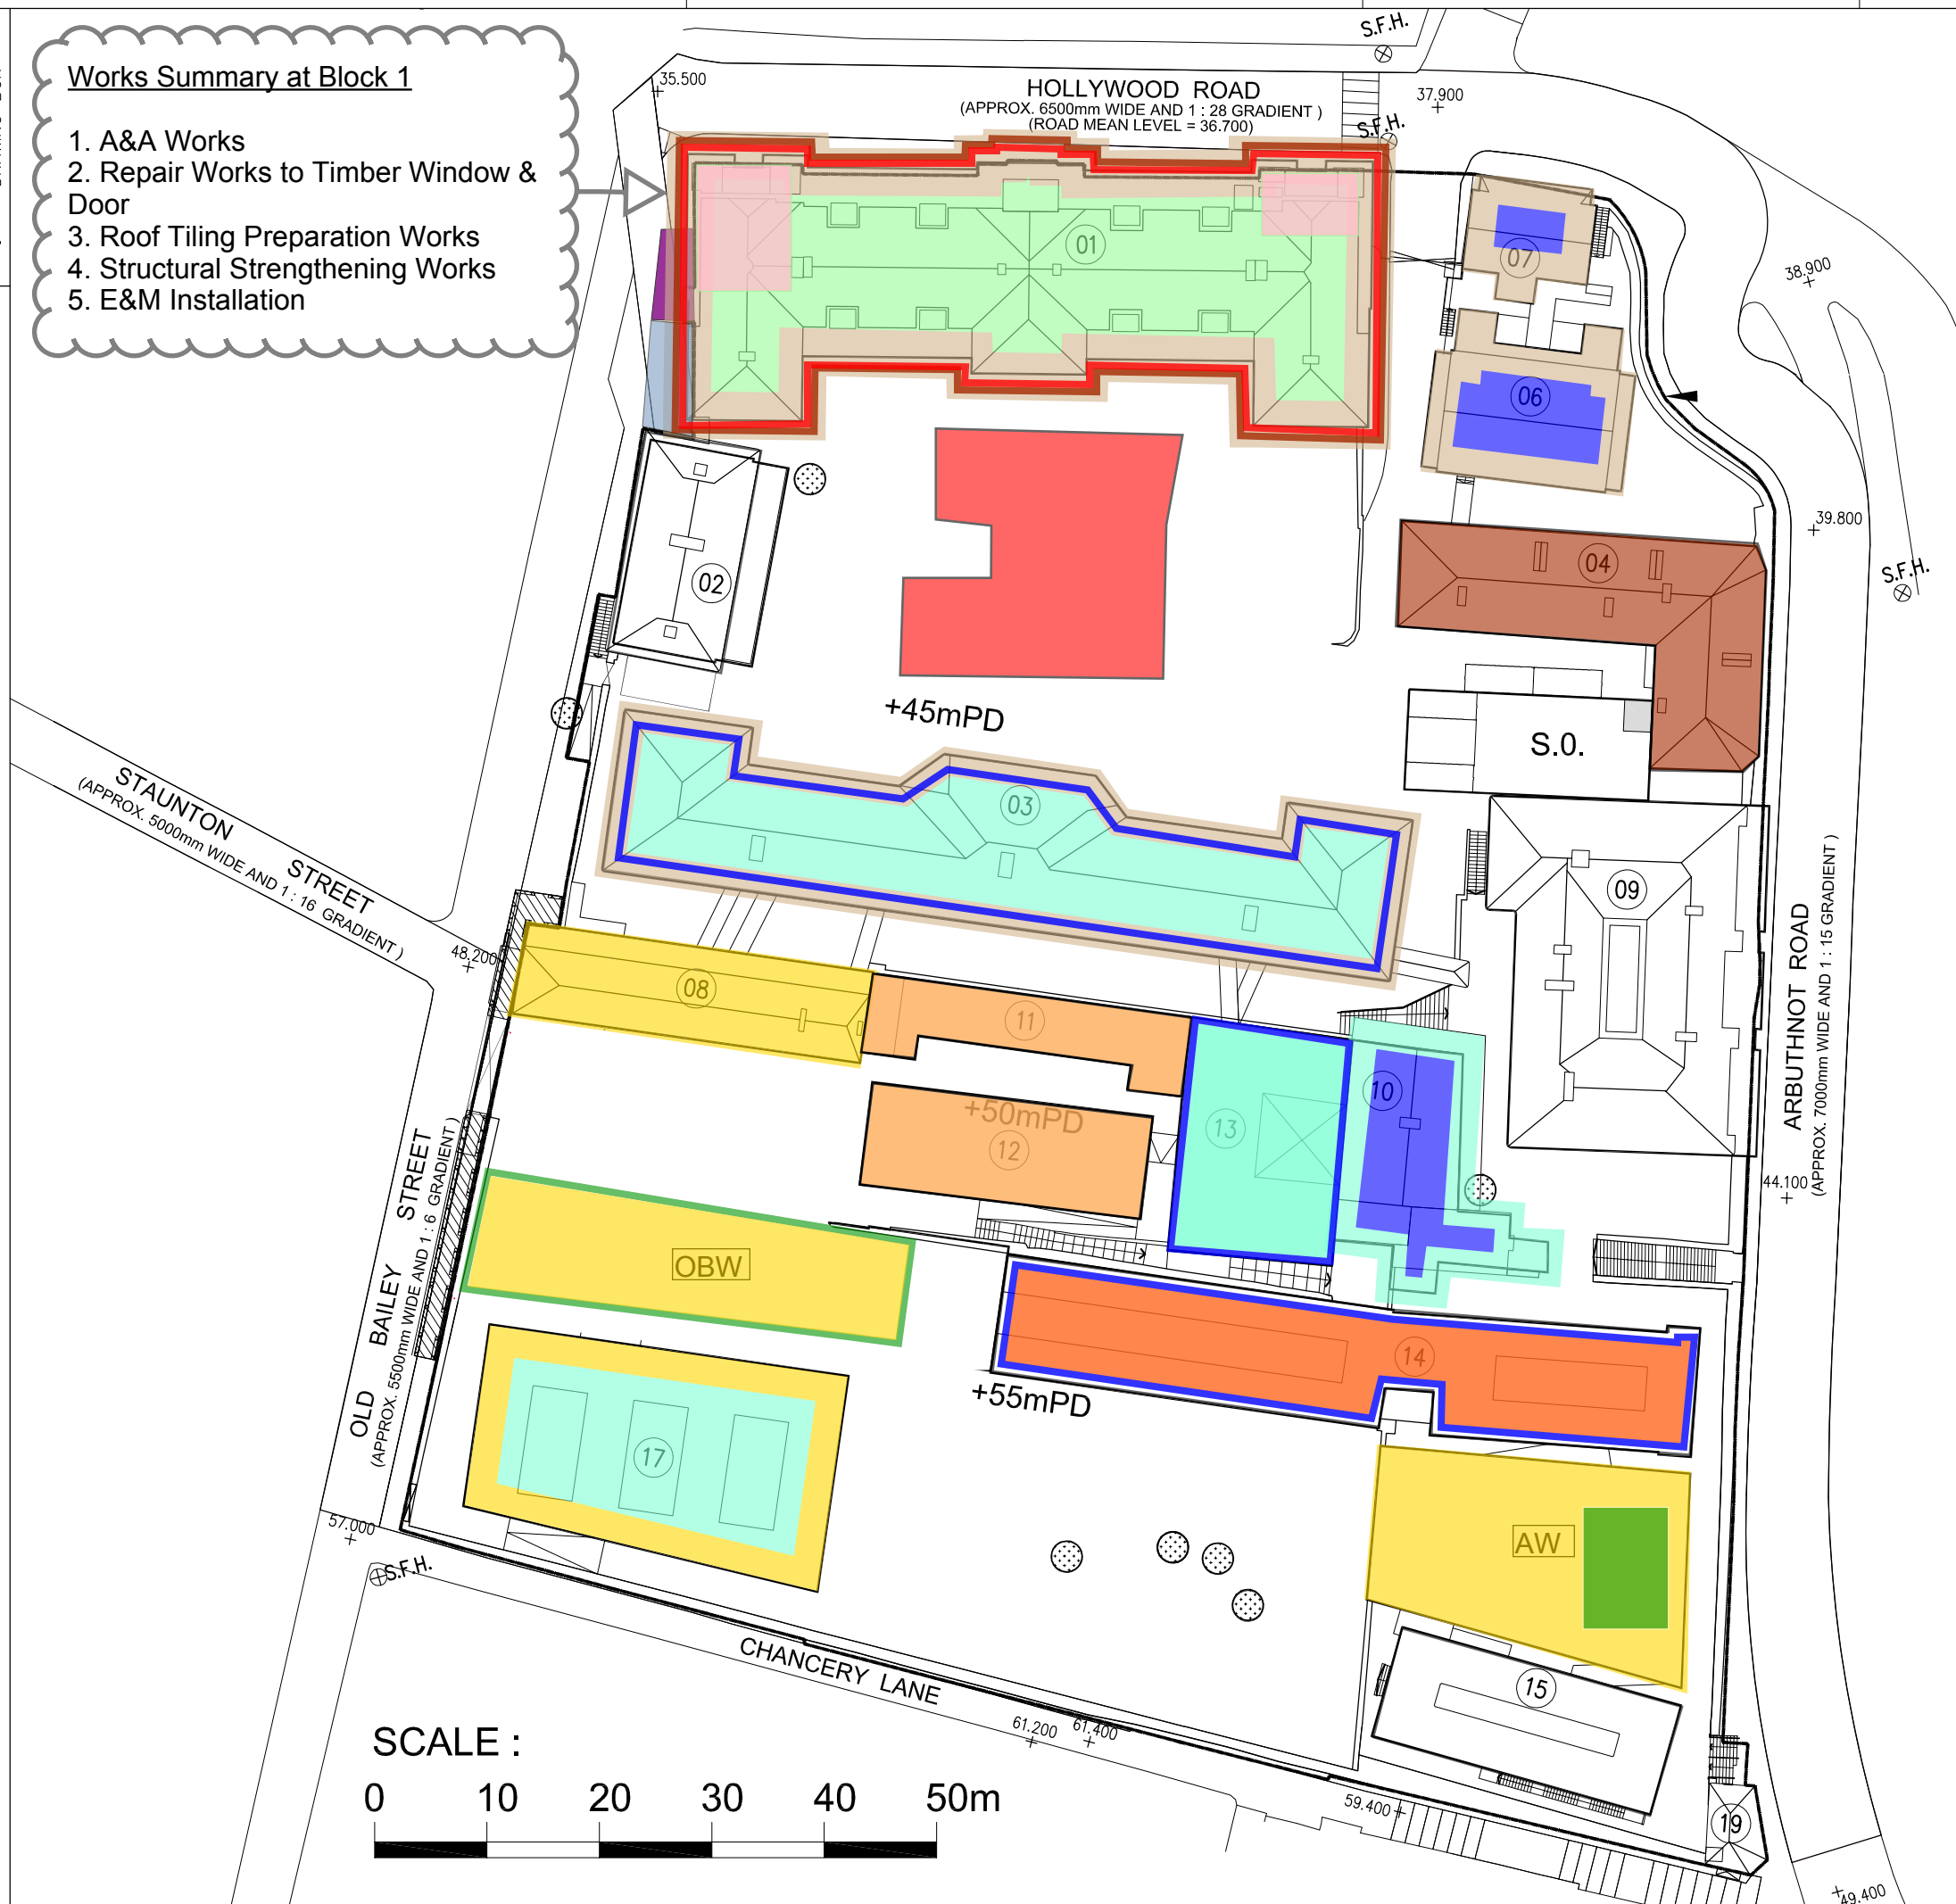 Works Summary at Block 1
1. A&A Works
2. Repair Works to Timber Window &
Door
3. Roof Tiling Preparation Works
4. Structural Strengthening Works
5. E&M Installation
S.F.H.
35.500
HOLLYWOOD ROAD
(APPROX. 6500mm WIDE AND 1 : 28 GRADIENT )
(ROAD MEAN LEVEL = 36.700)
37.900
S.F.H.
01
07
38.900
06
39.800
04
S.F.H.
02
+45mPD
S.O.
STAUNTON STREET
(APPROX. 5000mm WIDE AND 1 : 16 GRADIENT )
03
09
ARBUTHNOT ROAD
(APPROX. 7000mm WIDE AND 1 : 15 GRADIENT )
48.200
08
11
10
+50mPD
13
12
44.100
OLD BAILEY STREET
(APPROX. 5500mm WIDE AND 1 : 6 GRADIENT )
OBW
14
+55mPD
17
AW
57.000
S.F.H.
CHANCERY LANE
15
61.200
61.400
SCALE :
0 10 20 30 40 50m
59.400
19
49.400